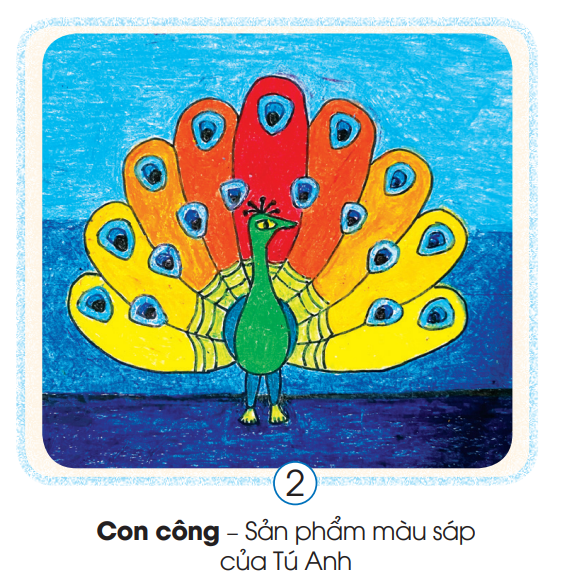 2
Con công – Sản phẩm màu sáp
của Tú Anh